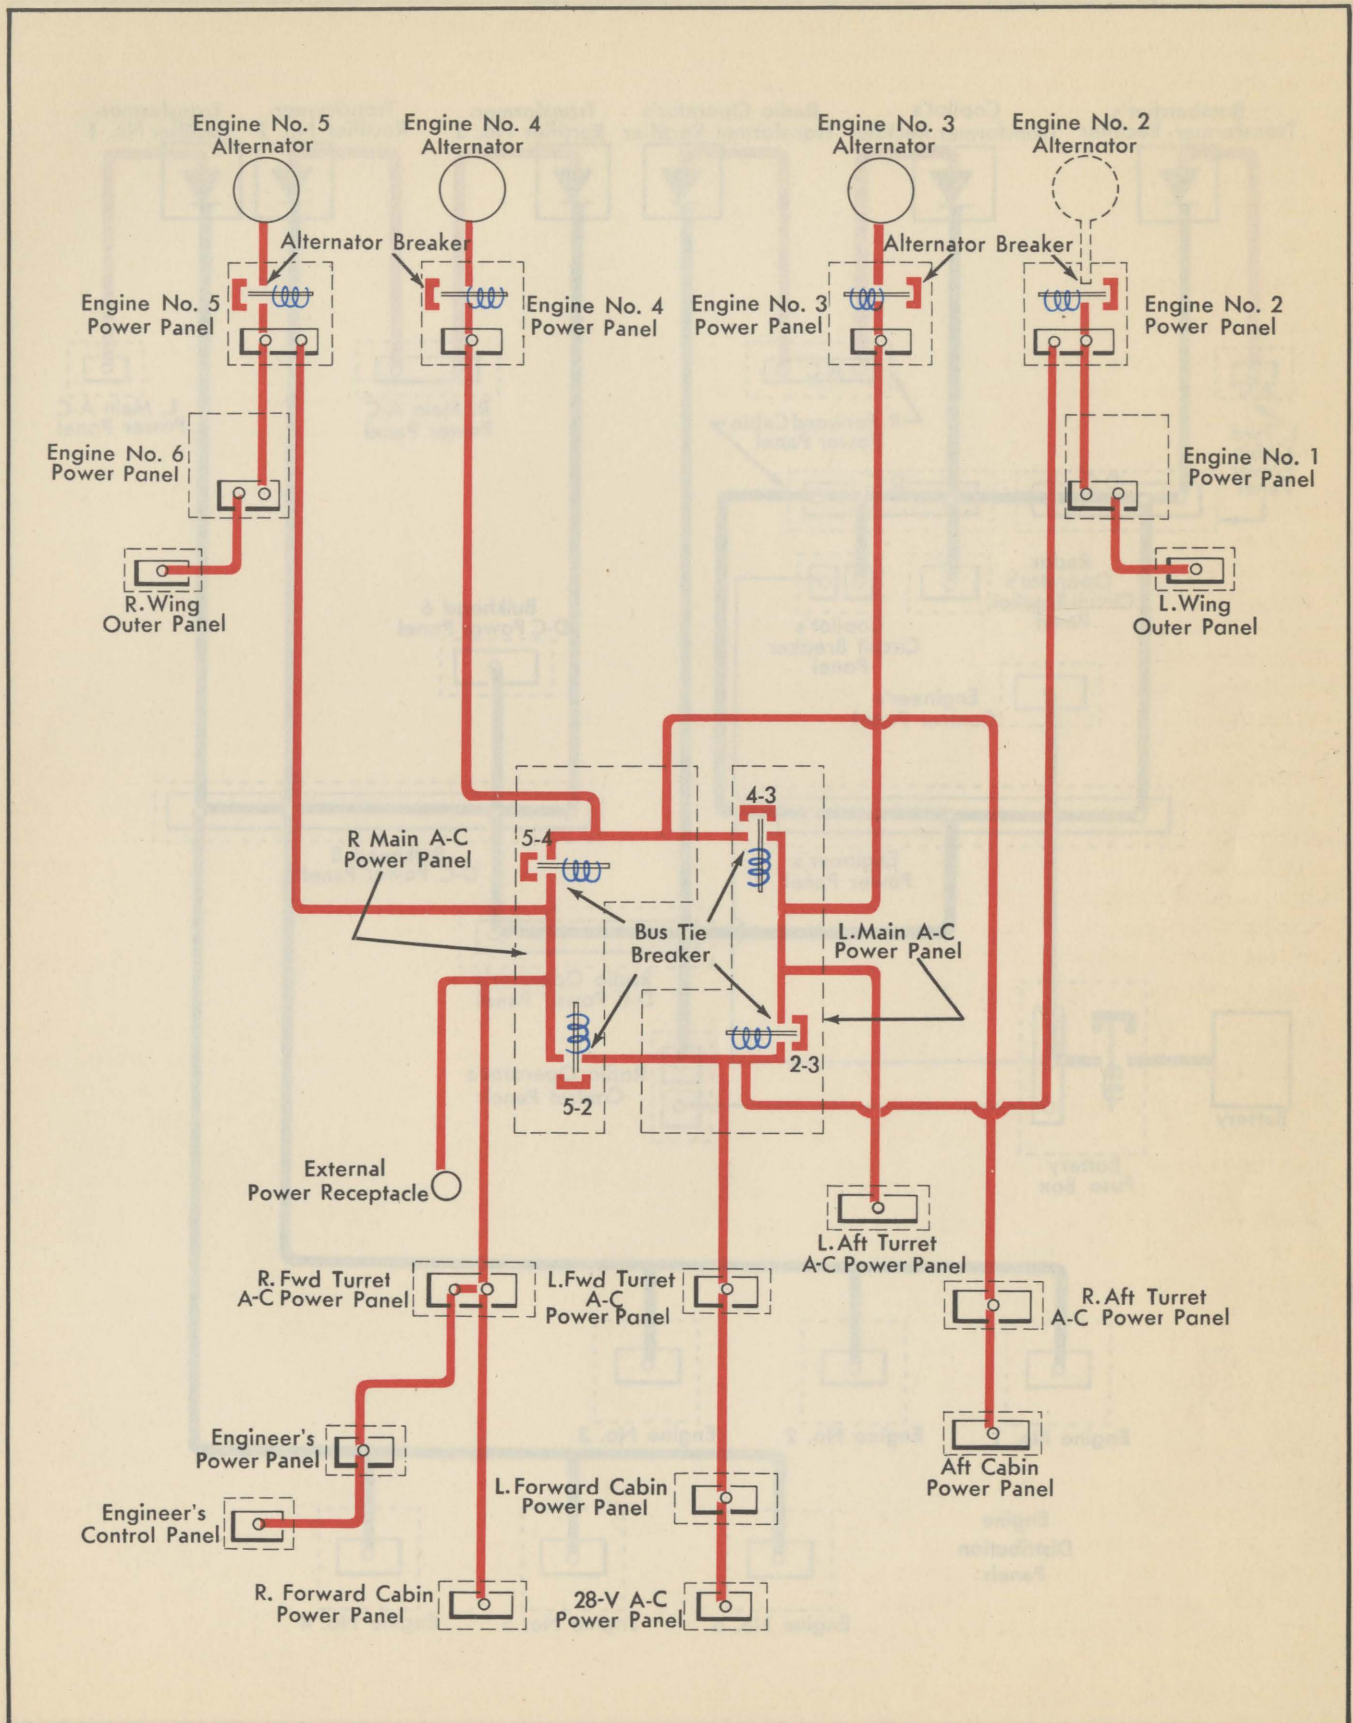 Engine No. 5
Alternator
Engine No. 4
Alternator
Engine No. 3
Alternator
Engine No. 2
Alternator
Alternator Breaker
Alternator Breaker
Engine No. 5
Power Panel
Engine No. 4
Power Panel
Engine No. 3
Power Panel
Engine No. 2
Power Panel
Engine No. 6
Power Panel
Engine No. 1
Power Panel
R. Wing
Outer Panel
L. Wing
Outer Panel
4-3
R Main A-C
Power Panel
5-4
Bus Tie
Breaker
L. Main A-C
Power Panel
2-3
5-2
External
Power Receptacle
L. Aft Turret
A-C Power Panel
R. Fwd Turret
A-C Power Panel
L. Fwd Turret
A-C
Power Panel
R. Aft Turret
A-C Power Panel
Engineer's
Power Panel
Aft Cabin
Power Panel
L. Forward Cabin
Power Panel
Engineer's
Control Panel
R. Forward Cabin
Power Panel
28-V A-C
Power Panel